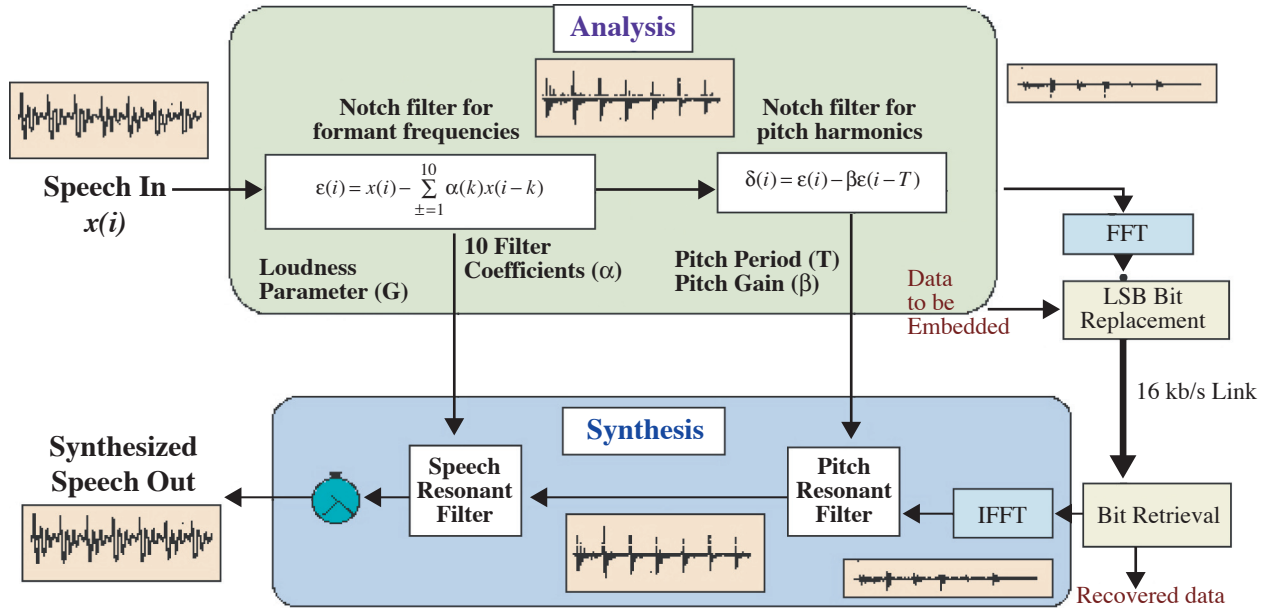 Analysis
Notch filter for
formant frequencies
Notch filter for
pitch harmonics
Speech In
x(i)
ε(i) = x(i) − ∑ α(k)x(i − k)
10
±=1
δ(i) = ε(i) − βε(i − T)
10 Filter
Coefficients (α)
Loudness
Parameter (G)
Pitch Period (T)
Pitch Gain (β)
FFT
Data
to be
Embedded
LSB Bit
Replacement
16 kb/s Link
Synthesis
Synthesized
Speech Out
Speech
Resonant
Filter
Pitch
Resonant
Filter
IFFT
Bit Retrieval
Recovered data